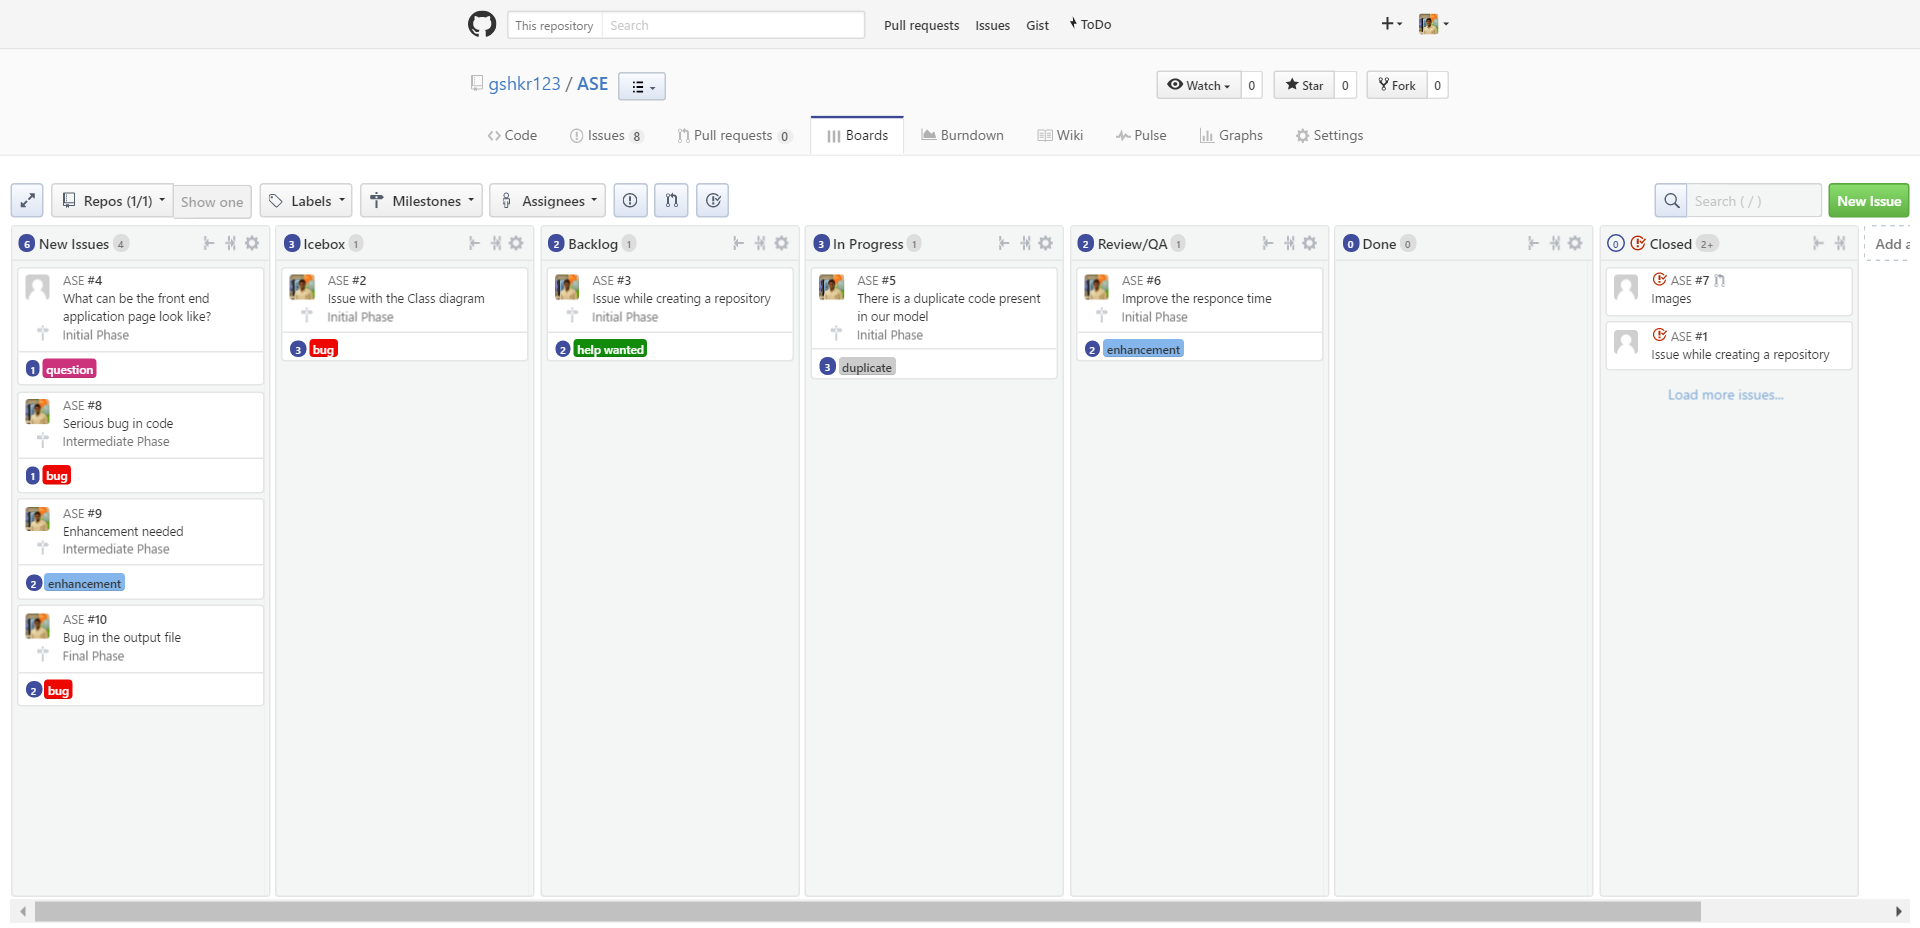 This repository Search Pull requests Issues Gist ToDo
gshkr123 / ASE Watch 0 Star 0 Fork 0
Code Issues 8 Pull requests 0 Boards Burndown Wiki Pulse Graphs Settings
Repos (1/1) Show one Labels Milestones Assignees Search ( / ) New Issue
6 New Issues 4
ASE #4
What can be the front end
application page look like?
Initial Phase
1 question
ASE #8
Serious bug in code
Intermediate Phase
1 bug
ASE #9
Enhancement needed
Intermediate Phase
2 enhancement
ASE #10
Bug in the output file
Final Phase
2 bug
3 Icebox 1
ASE #2
Issue with the Class diagram
Initial Phase
3 bug
2 Backlog 1
ASE #3
Issue while creating a repository
Initial Phase
2 help wanted
3 In Progress 1
ASE #5
There is a duplicate code present
in our model
Initial Phase
3 duplicate
2 Review/QA 1
ASE #6
Improve the responce time
Initial Phase
2 enhancement
0 Done 0
0 Closed 2+
ASE #7
Images
ASE #1
Issue while creating a repository
Load more issues...
Add a